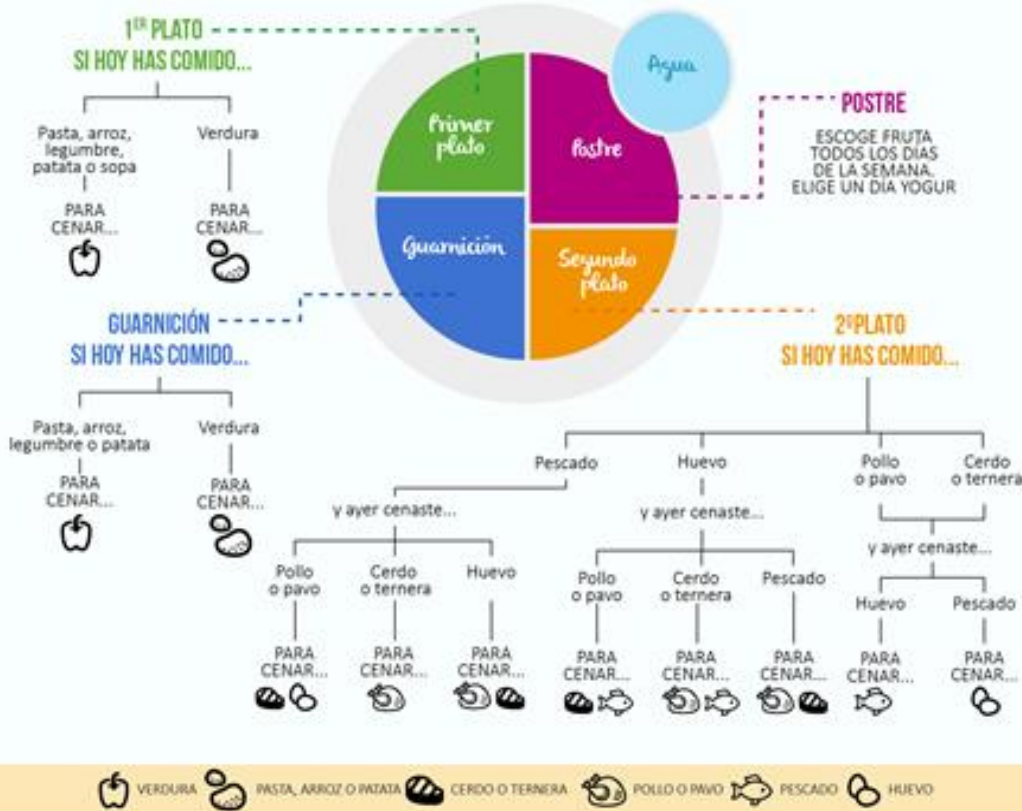 1ER PLATO
SI HOY HAS COMIDO...
Pasta, arroz,
legumbre,
patata o sopa
PARA
CENAR...
Verdura
PARA
CENAR...
Primer
plato
Postre
Agua
Guarnición
Segundo
plato
POSTRE
ESCOGE FRUTA
TODOS LOS DIAS
DE LA SEMANA.
ELIGE UN DÍA YOGUR
GUARNICIÓN
SI HOY HAS COMIDO...
Pasta, arroz,
legumbre o patata
PARA
CENAR...
Verdura
PARA
CENAR...
2º PLATO
SI HOY HAS COMIDO...
Pescado
y ayer cenaste...
Pollo
o pavo
PARA
CENAR...
Cerdo
o ternera
PARA
CENAR...
Huevo
PARA
CENAR...
Huevo
y ayer cenaste...
Pollo
o pavo
PARA
CENAR...
Cerdo
o ternera
PARA
CENAR...
Pescado
PARA
CENAR...
Pollo
o pavo
Cerdo
o ternera
y ayer cenaste...
Huevo
PARA
CENAR...
Pescado
PARA
CENAR...
VERDURA PASTA, ARROZ O PATATA CERDO O TERNERA POLLO O PAVO PESCADO HUEVO